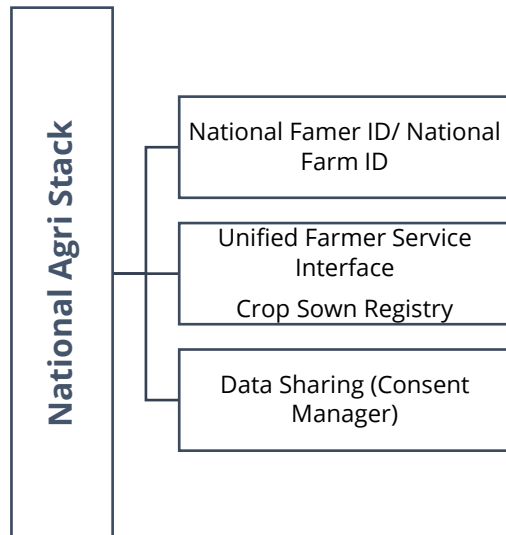 National Agri Stack
National Famer ID/ National
Farm ID
Unified Farmer Service
Interface
Crop Sown Registry
Data Sharing (Consent
Manager)